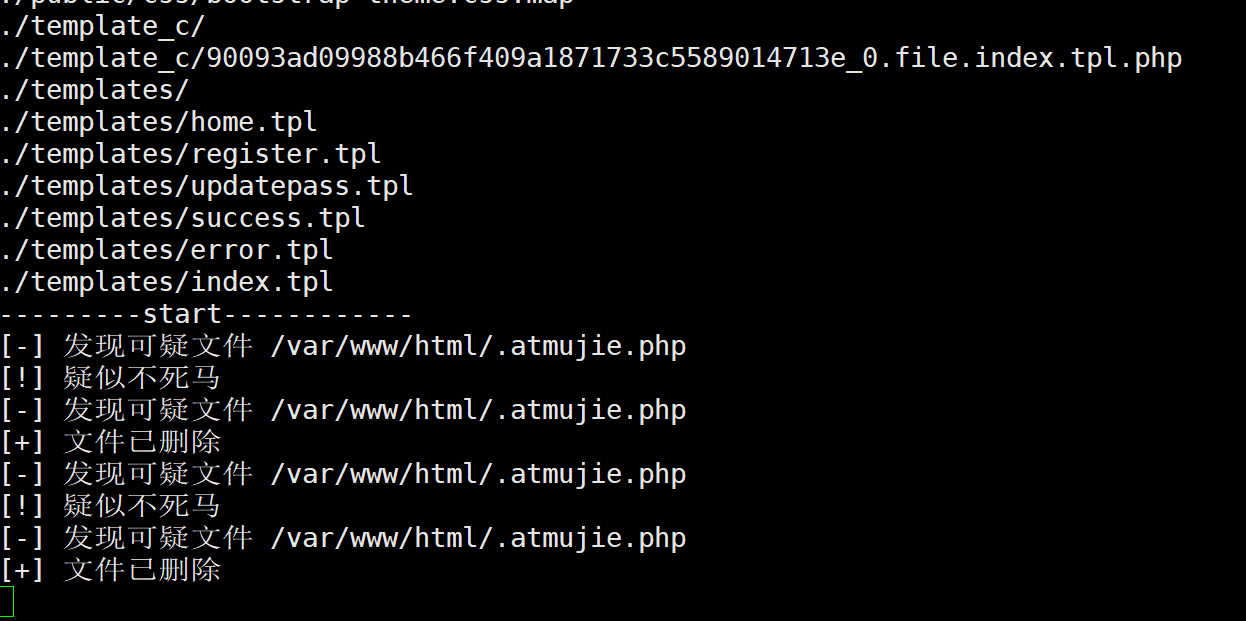 ./public/css/bootstrap-theme.css.map
./template_c/
./template_c/90093ad09988b466f409a1871733c5589014713e_0.file.index.tpl.php
./templates/
./templates/home.tpl
./templates/register.tpl
./templates/updatepass.tpl
./templates/success.tpl
./templates/error.tpl
./templates/index.tpl
---------start------------
[-] 发现可疑文件 /var/www/html/.atmujie.php
[!] 疑似不死马
[-] 发现可疑文件 /var/www/html/.atmujie.php
[+] 文件已删除
[-] 发现可疑文件 /var/www/html/.atmujie.php
[!] 疑似不死马
[-] 发现可疑文件 /var/www/html/.atmujie.php
[+] 文件已删除